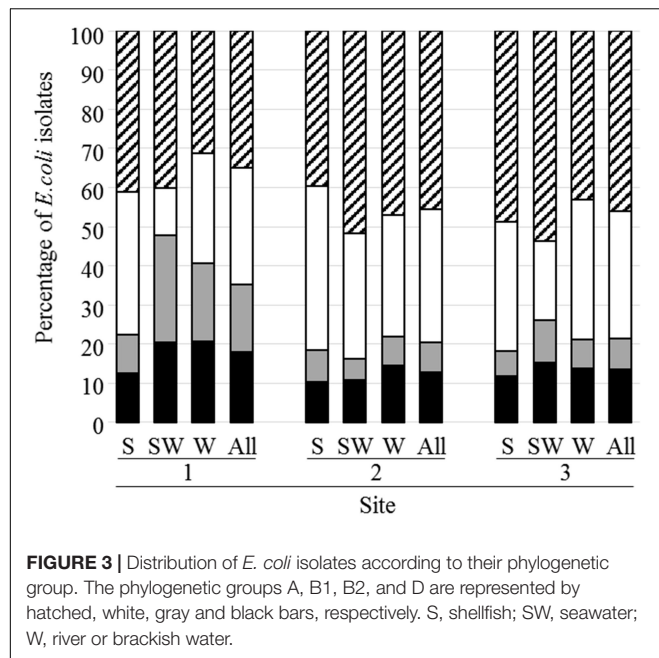 100
90
80
70
60
50
40
30
20
10
0
Percentage of E.coli isolates
S SW W All S SW W All S SW W All
1 2 3
Site
FIGURE 3 | Distribution of E. coli isolates according to their phylogenetic
group. The phylogenetic groups A, B1, B2, and D are represented by
hatched, white, gray and black bars, respectively. S, shellfish; SW, seawater;
W, river or brackish water.